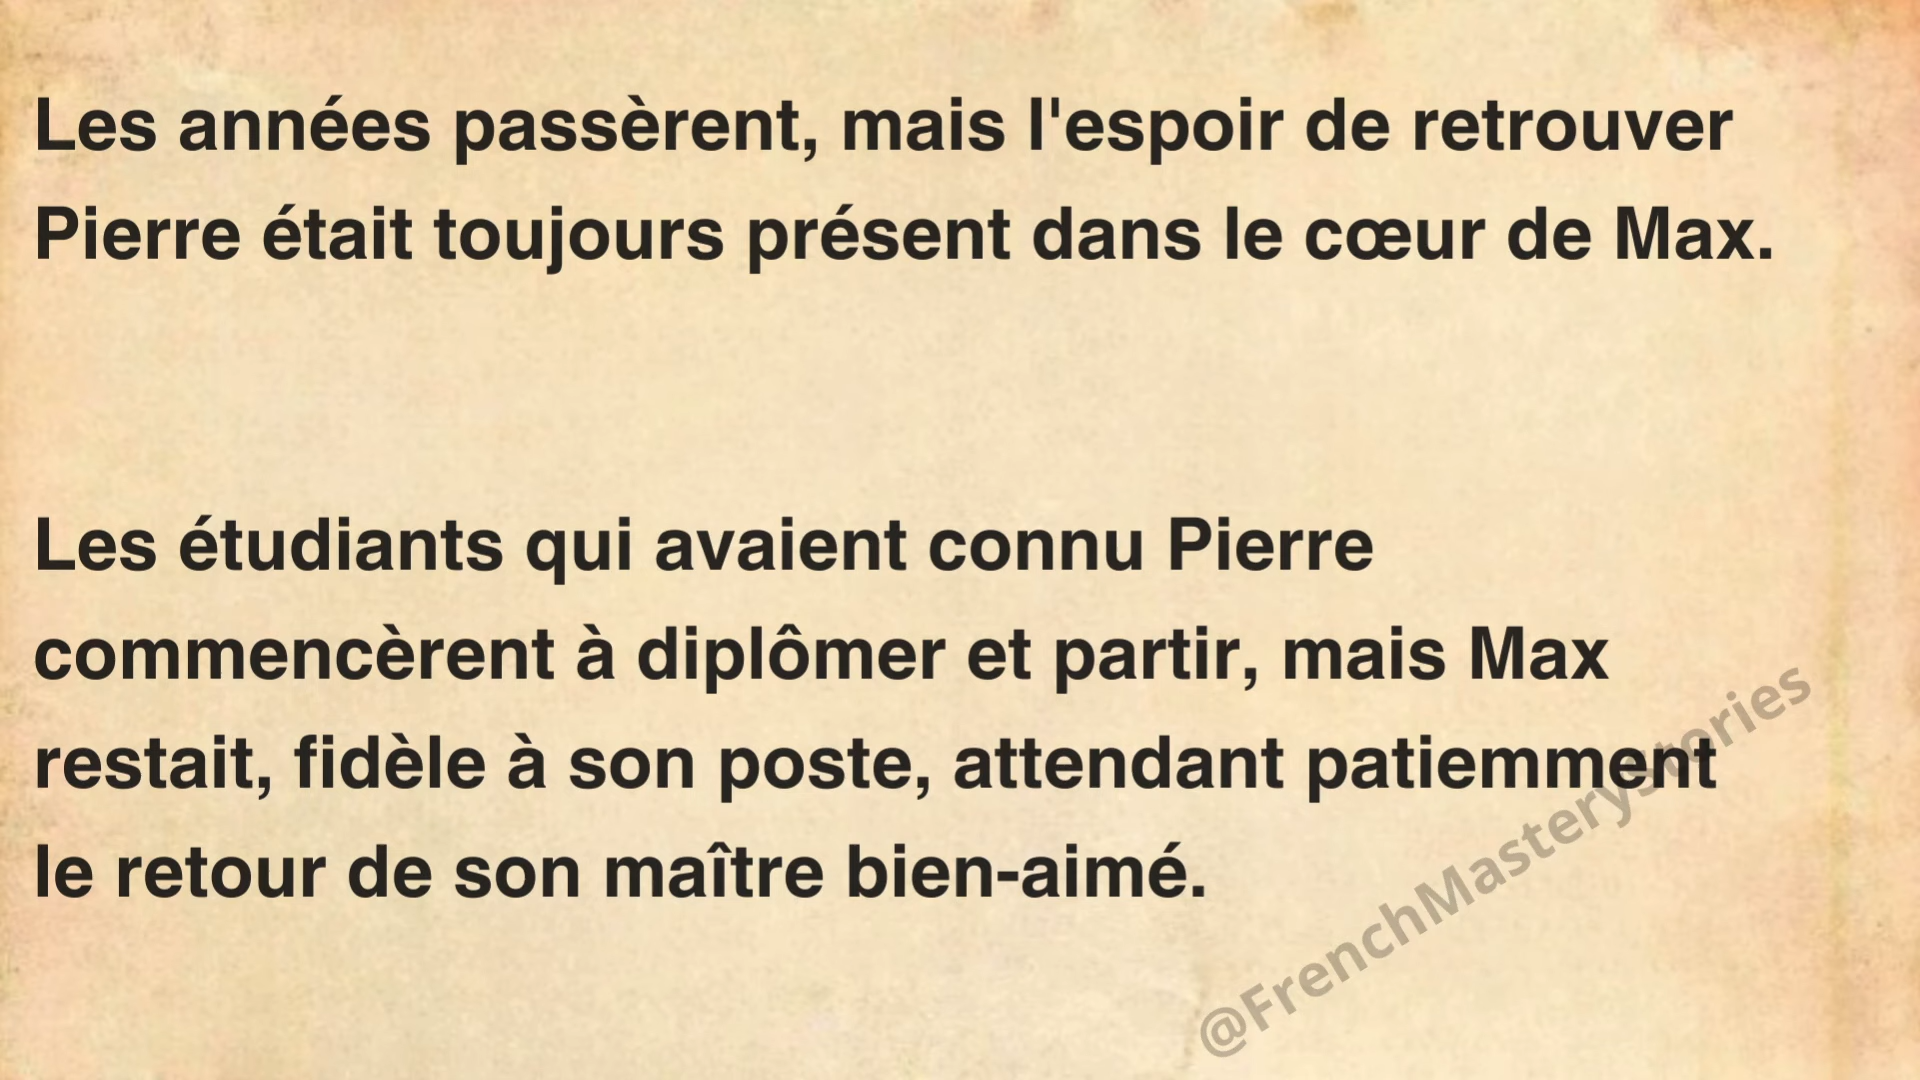 Les années passèrent, mais l'espoir de retrouver
Pierre était toujours présent dans le cœur de Max.
Les étudiants qui avaient connu Pierre
commencèrent à diplômer et partir, mais Max
restait, fidèle à son poste, attendant patiemment
le retour de son maître bien-aimé.
@FrenchMasteryStories